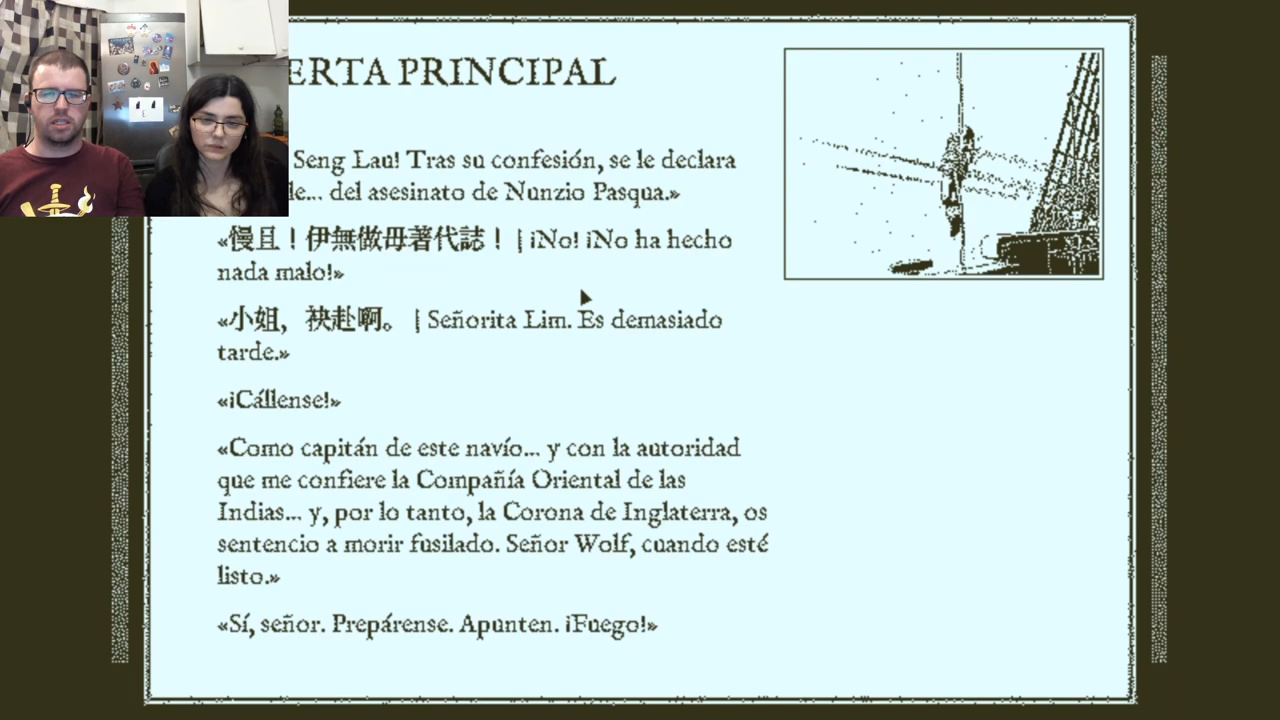 ERTA PRINCIPAL
Seng Lau! Tras su confesión, se le declara
le... del asesinato de Nunzio Pasqua.»
«慢且！伊無做毋著代誌！ | ¡No! ¡No ha hecho
nada malo!»
«小姐，袂赴啊。 | Señorita Lim. Es demasiado
tarde.»
«¡Cállense!»
«Como capitán de este navío... y con la autoridad
que me confiere la Compañía Oriental de las
Indias... y, por lo tanto, la Corona de Inglaterra, os
sentencio a morir fusilado. Señor Wolf, cuando esté
listo.»
«Sí, señor. Prepárense. Apunten. ¡Fuego!»